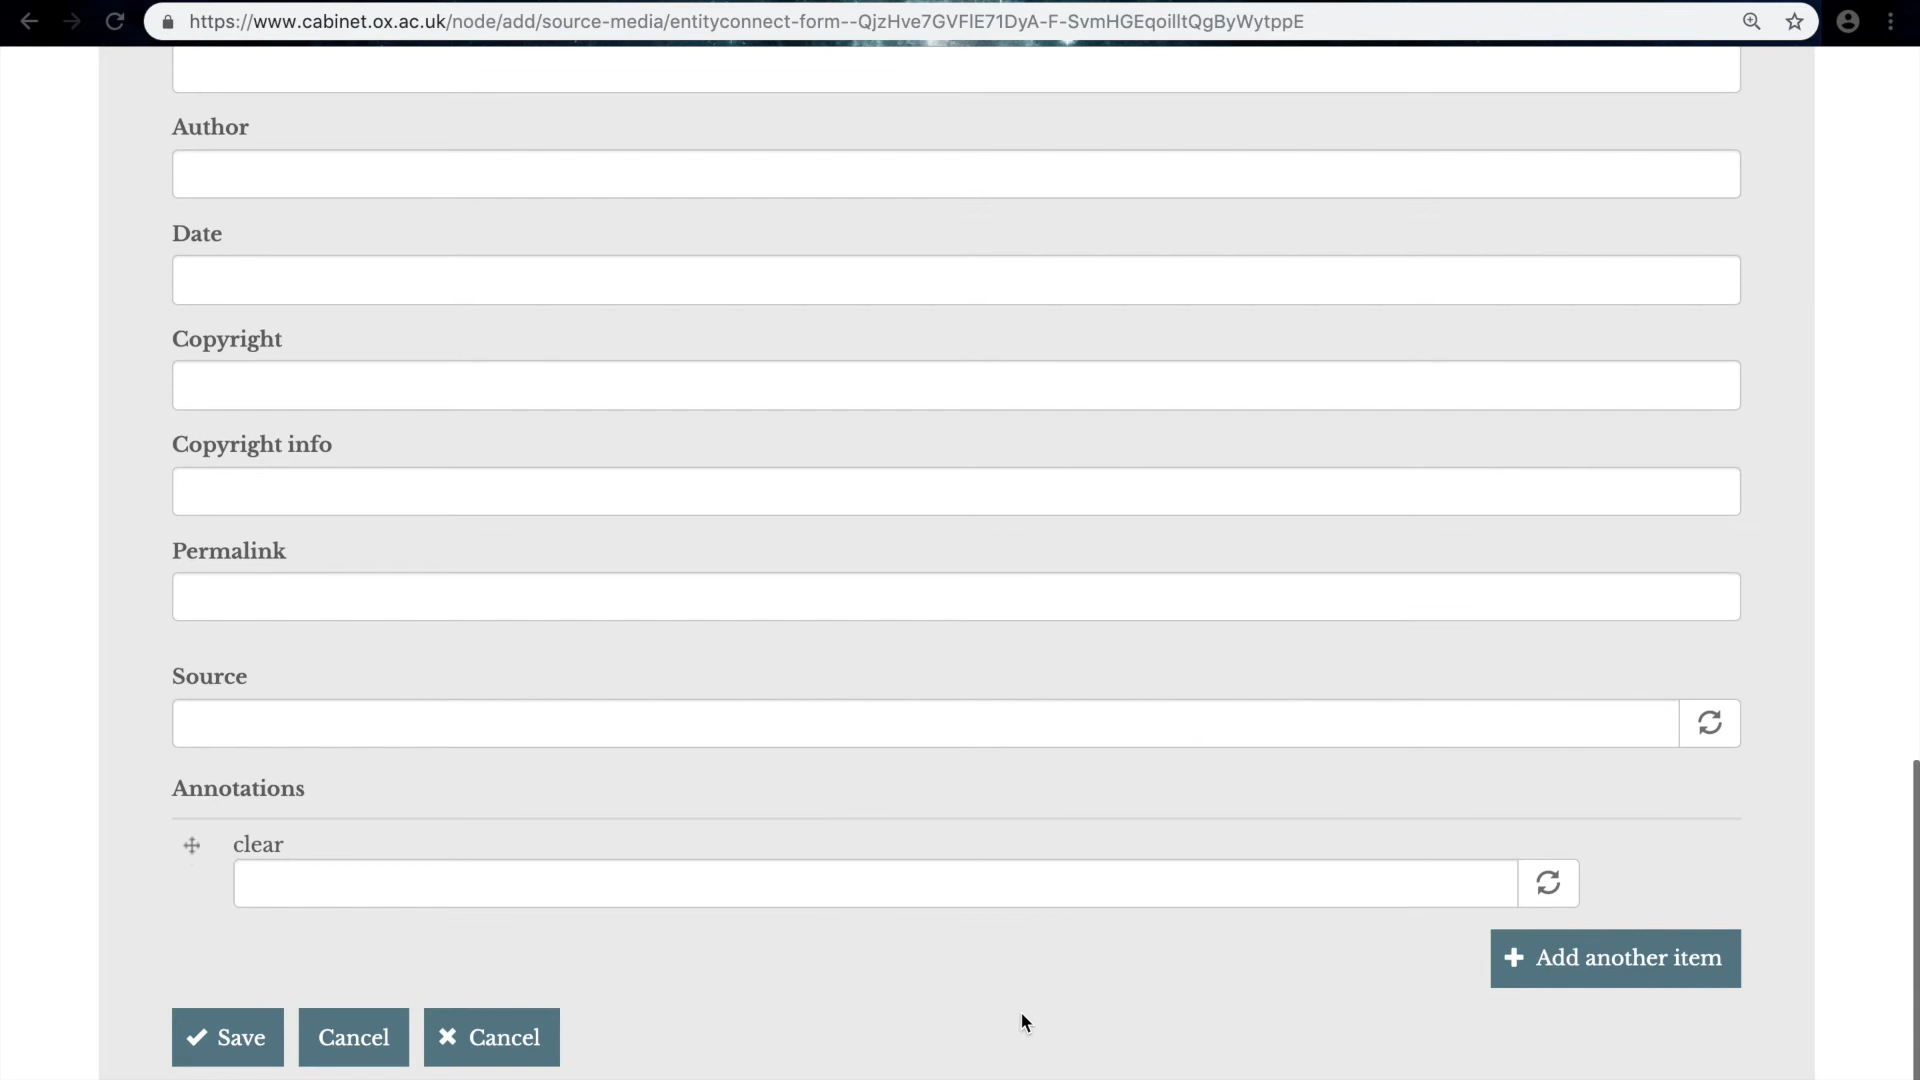 https://www.cabinet.ox.ac.uk/node/add/source-media/entityconnect-form--QjzHve7GVFlE71DyA-F-SvmHGEqoilltQgByWytppE
Author
Date
Copyright
Copyright info
Permalink
Source
Annotations
clear
Add another item
Save
Cancel
Cancel